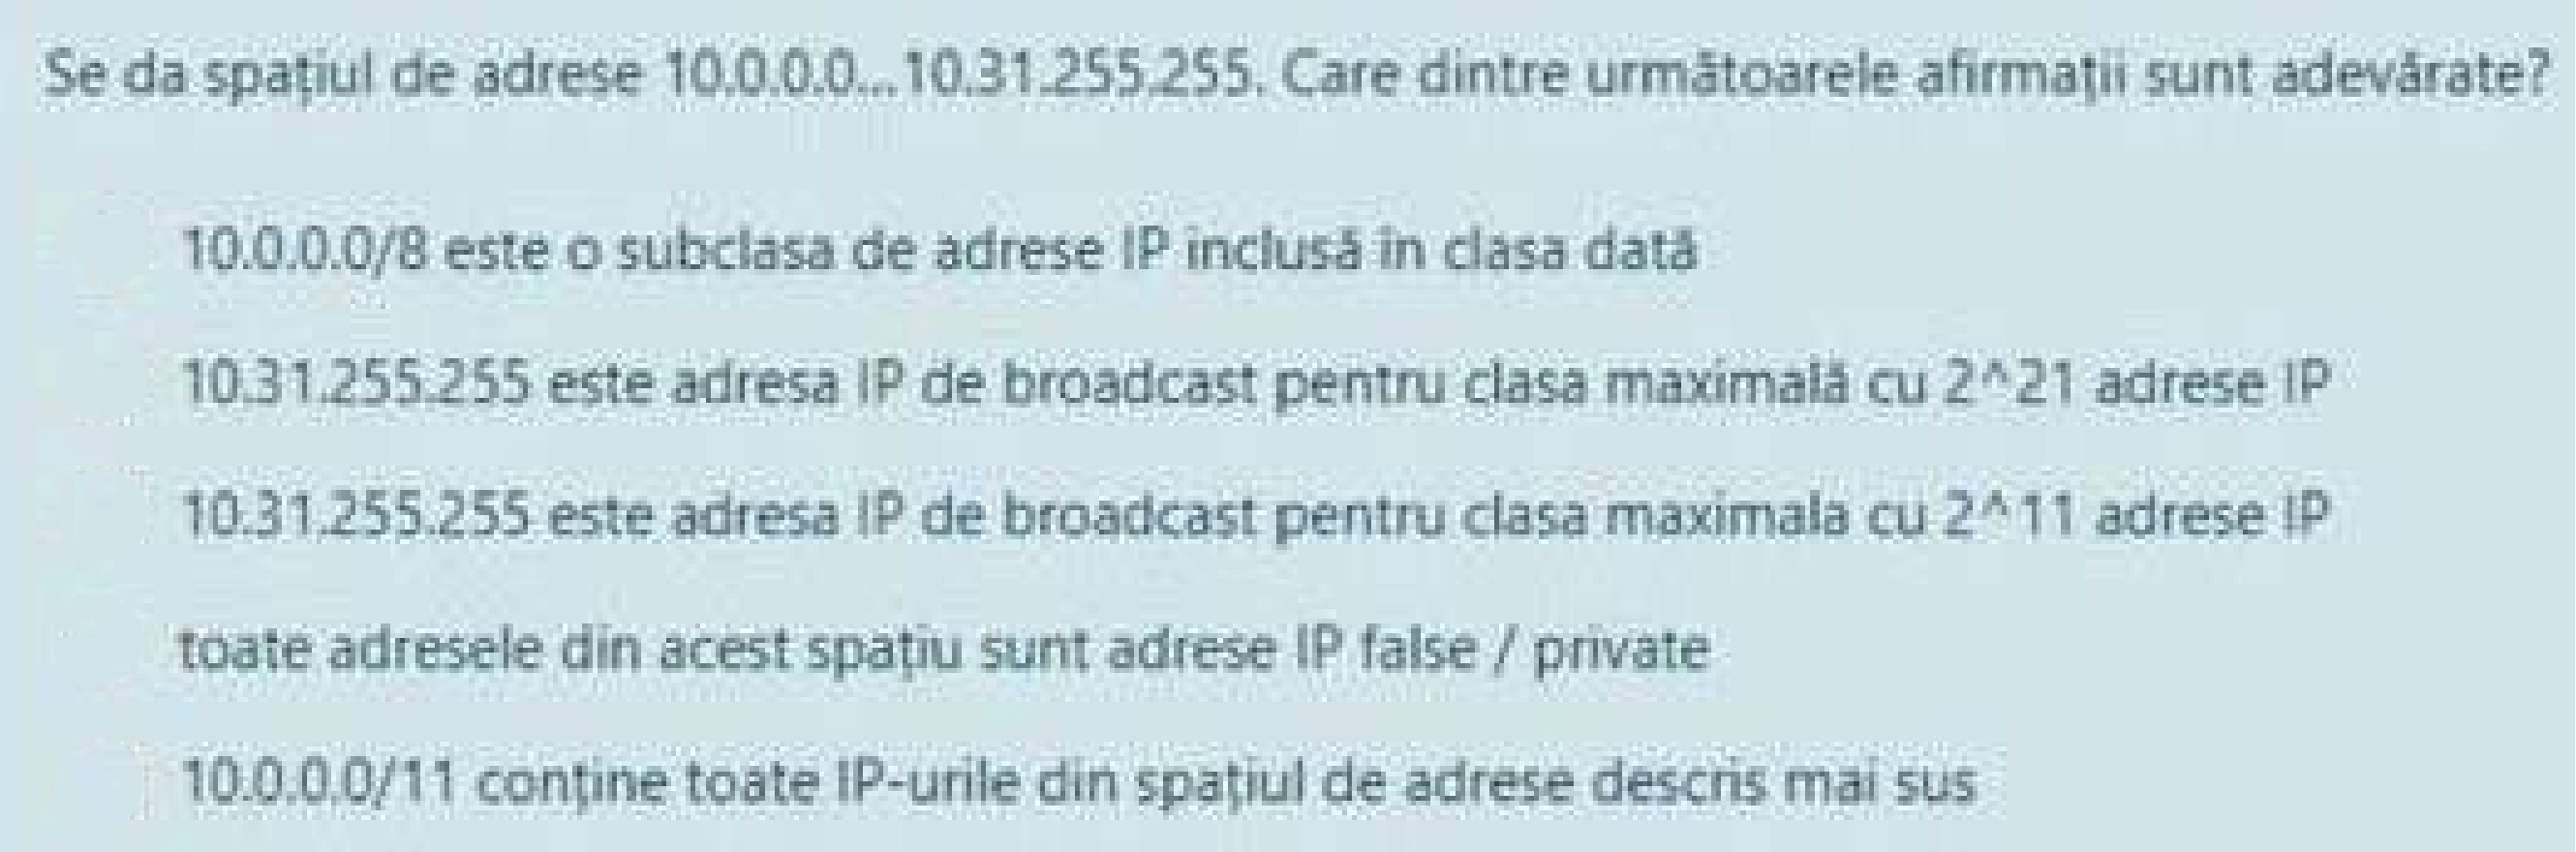 Se da spațiul de adrese 10.0.0.0...10.31.255.255. Care dintre următoarele afirmații sunt adevărate?
10.0.0.0/8 este o subclasa de adrese IP inclusă în clasa dată
10.31.255.255 este adresa IP de broadcast pentru clasa maximală cu 2^21 adrese IP
10.31.255.255 este adresa IP de broadcast pentru clasa maximala cu 2^11 adrese IP
toate adresele din acest spațiu sunt adrese IP false / private
10.0.0.0/11 conține toate IP-urile din spațiul de adrese descris mai sus